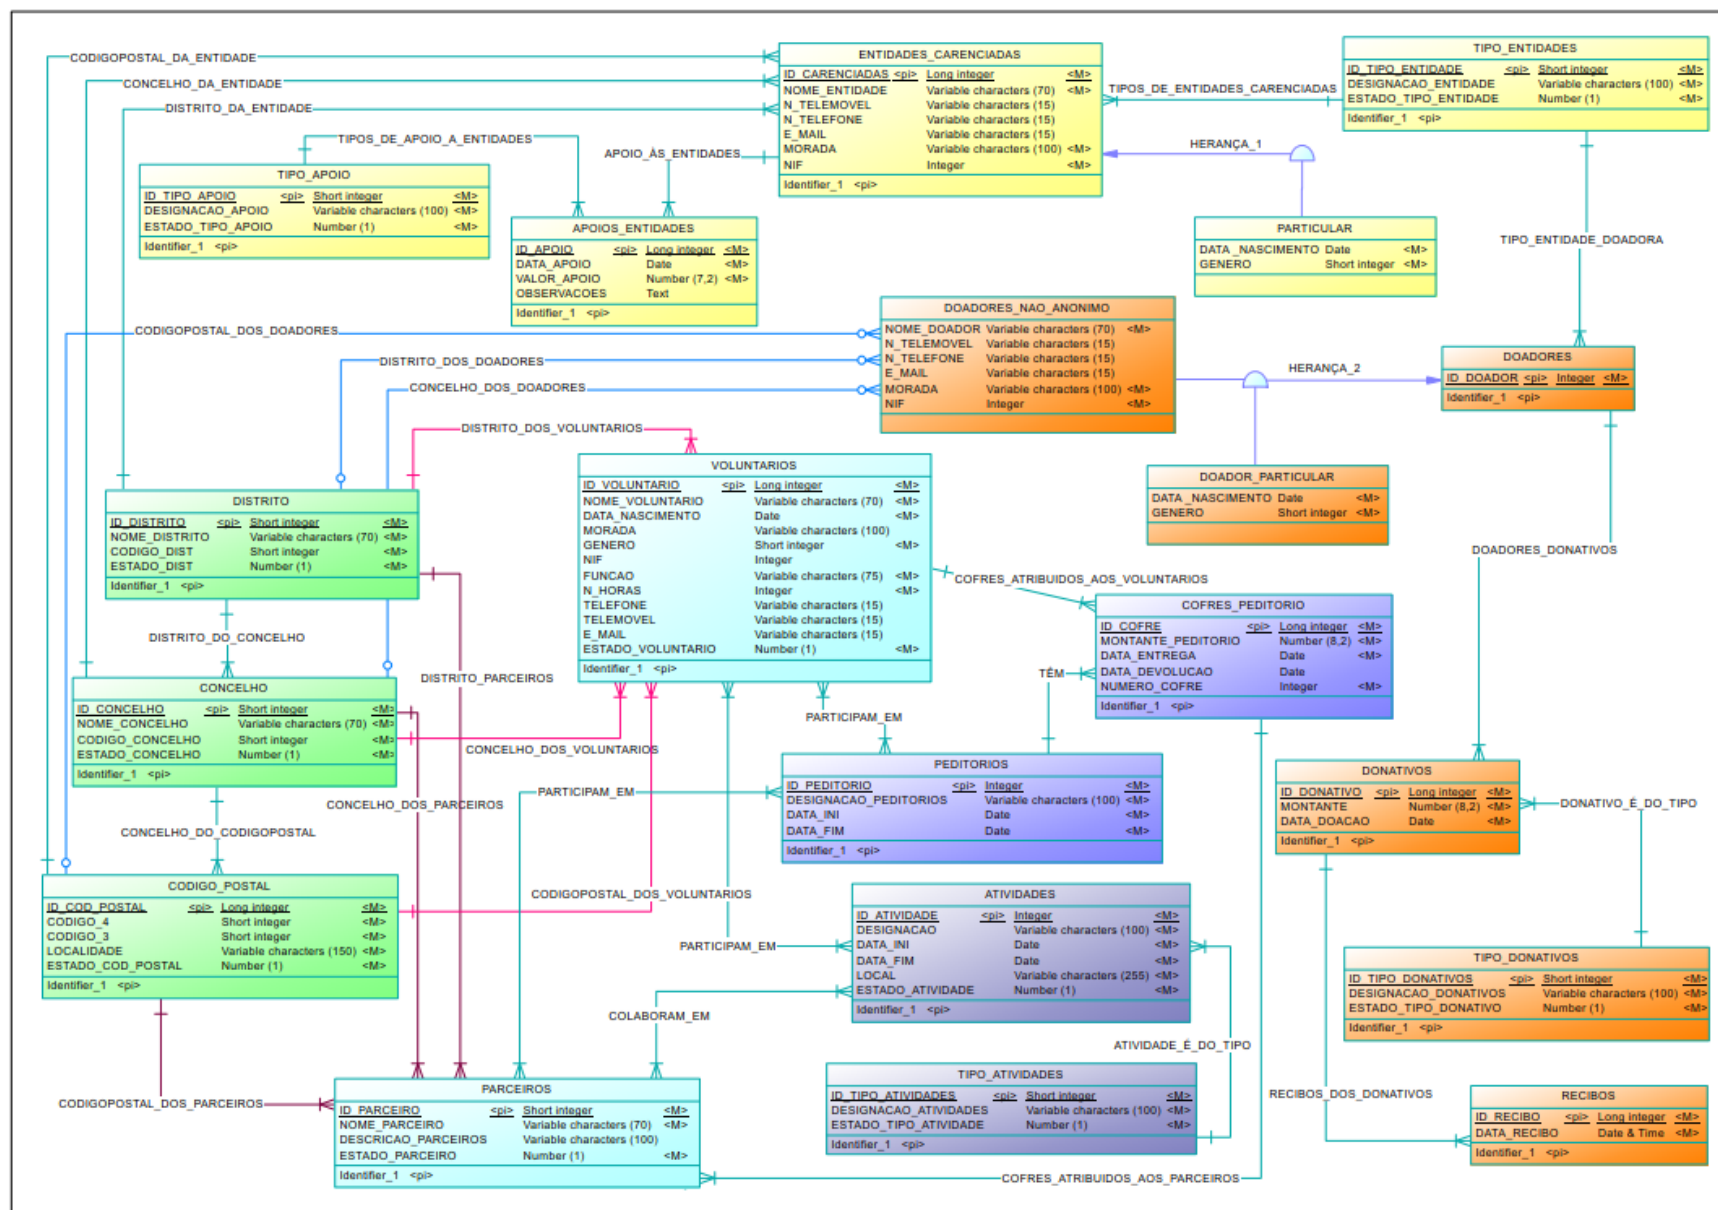 CODIGOPOSTAL_DA_ENTIDADE
CONCELHO_DA_ENTIDADE
DISTRITO_DA_ENTIDADE
ENTIDADES_CARENCIADAS
ID_CARENCIADAS <pi> Long integer <M>
NOME_ENTIDADE Variable characters (70) <M>
N_TELEMOVEL Variable characters (15)
N_TELEFONE Variable characters (15)
E_MAIL Variable characters (15)
MORADA Variable characters (100) <M>
NIF Integer <M>
Identifier_1 <pi>
TIPOS_DE_ENTIDADES_CARENCIADAS
TIPO_ENTIDADES
ID_TIPO_ENTIDADE <pi> Short integer <M>
DESIGNACAO_ENTIDADE Variable characters (100) <M>
ESTADO_TIPO_ENTIDADE Number (1) <M>
Identifier_1 <pi>
TIPOS_DE_APOIO_A_ENTIDADES
APOIO_ÀS_ENTIDADES
HERANÇA_1
TIPO_APOIO
ID_TIPO_APOIO <pi> Short integer <M>
DESIGNACAO_APOIO Variable characters (100) <M>
ESTADO_TIPO_APOIO Number (1) <M>
Identifier_1 <pi>
APOIOS_ENTIDADES
ID_APOIO <pi> Long integer <M>
DATA_APOIO Date <M>
VALOR_APOIO Number (7,2) <M>
OBSERVACOES Text
Identifier_1 <pi>
PARTICULAR
DATA_NASCIMENTO Date <M>
GENERO Short integer <M>
TIPO_ENTIDADE_DOADORA
CODIGOPOSTAL_DOS_DOADORES
DISTRITO_DOS_DOADORES
CONCELHO_DOS_DOADORES
DOADORES_NAO_ANONIMO
NOME_DOADOR Variable characters (70) <M>
N_TELEMOVEL Variable characters (15)
N_TELEFONE Variable characters (15)
E_MAIL Variable characters (15)
MORADA Variable characters (100) <M>
NIF Integer <M>
HERANÇA_2
DOADORES
ID_DOADOR <pi> Integer <M>
Identifier_1 <pi>
DISTRITO_DOS_VOLUNTARIOS
VOLUNTARIOS
ID_VOLUNTARIO <pi> Long integer <M>
NOME_VOLUNTARIO Variable characters (70) <M>
DATA_NASCIMENTO Date <M>
MORADA Variable characters (100)
GENERO Short integer <M>
NIF Integer
FUNCAO Variable characters (75) <M>
N_HORAS Integer <M>
TELEFONE Variable characters (15)
TELEMOVEL Variable characters (15)
E_MAIL Variable characters (15)
ESTADO_VOLUNTARIO Number (1) <M>
Identifier_1 <pi>
DOADOR_PARTICULAR
DATA_NASCIMENTO Date <M>
GENERO Short integer <M>
DOADORES_DONATIVOS
DISTRITO
ID_DISTRITO <pi> Short integer <M>
NOME_DISTRITO Variable characters (70) <M>
CODIGO_DIST Short integer <M>
ESTADO_DIST Number (1) <M>
Identifier_1 <pi>
COFRES_ATRIBUIDOS_AOS_VOLUNTARIOS
COFRES_PEDITORIO
ID_COFRE <pi> Long integer <M>
MONTANTE_PEDITORIO Number (8,2) <M>
DATA_ENTREGA Date <M>
DATA_DEVOLUCAO Date
NUMERO_COFRE Integer <M>
Identifier_1 <pi>
DISTRITO_DO_CONCELHO
DISTRITO_PARCEIROS
TÊM
CONCELHO
ID_CONCELHO <pi> Short integer <M>
NOME_CONCELHO Variable characters (70) <M>
CODIGO_CONCELHO Short integer <M>
ESTADO_CONCELHO Number (1) <M>
Identifier_1 <pi>
PARTICIPAM_EM
CONCELHO_DOS_VOLUNTARIOS
PEDITORIOS
ID_PEDITORIO <pi> Integer <M>
DESIGNACAO_PEDITORIOS Variable characters (100) <M>
DATA_INI Date <M>
DATA_FIM Date <M>
Identifier_1 <pi>
PARTICIPAM_EM
CONCELHO_DOS_PARCEIROS
CONCELHO_DO_CODIGOPOSTAL
DONATIVOS
ID_DONATIVO <pi> Long integer <M>
MONTANTE Number (8,2) <M>
DATA_DOACAO Date <M>
Identifier_1 <pi>
DONATIVO_É_DO_TIPO
CODIGO_POSTAL
ID_COD_POSTAL <pi> Long integer <M>
CODIGO_4 Short integer <M>
CODIGO_3 Short integer <M>
LOCALIDADE Variable characters (150) <M>
ESTADO_COD_POSTAL Number (1) <M>
Identifier_1 <pi>
CODIGOPOSTAL_DOS_VOLUNTARIOS
PARTICIPAM_EM
ATIVIDADES
ID_ATIVIDADE <pi> Integer <M>
DESIGNACAO Variable characters (100) <M>
DATA_INI Date <M>
DATA_FIM Date <M>
LOCAL Variable characters (255) <M>
ESTADO_ATIVIDADE Number (1) <M>
Identifier_1 <pi>
TIPO_DONATIVOS
ID_TIPO_DONATIVOS <pi> Short integer <M>
DESIGNACAO_DONATIVOS Variable characters (100) <M>
ESTADO_TIPO_DONATIVO Number (1) <M>
Identifier_1 <pi>
COLABORAM_EM
ATIVIDADE_É_DO_TIPO
TIPO_ATIVIDADES
ID_TIPO_ATIVIDADES <pi> Short integer <M>
DESIGNACAO_ATIVIDADES Variable characters (100) <M>
ESTADO_TIPO_ATIVIDADE Number (1) <M>
Identifier_1 <pi>
RECIBOS_DOS_DONATIVOS
RECIBOS
ID_RECIBO <pi> Long integer <M>
DATA_RECIBO Date & Time <M>
Identifier_1 <pi>
CODIGOPOSTAL_DOS_PARCEIROS
PARCEIROS
ID_PARCEIRO <pi> Short integer <M>
NOME_PARCEIRO Variable characters (70) <M>
DESCRICAO_PARCEIROS Variable characters (100)
ESTADO_PARCEIRO Number (1) <M>
Identifier_1 <pi>
COFRES_ATRIBUIDOS_AOS_PARCEIROS